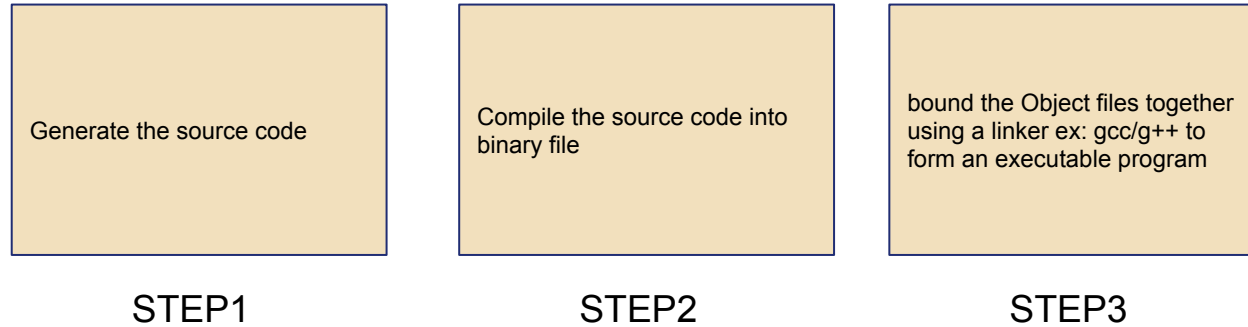 Generate the source code
Compile the source code into
binary file
bound the Object files together
using a linker ex: gcc/g++ to
form an executable program
STEP1
STEP2
STEP3